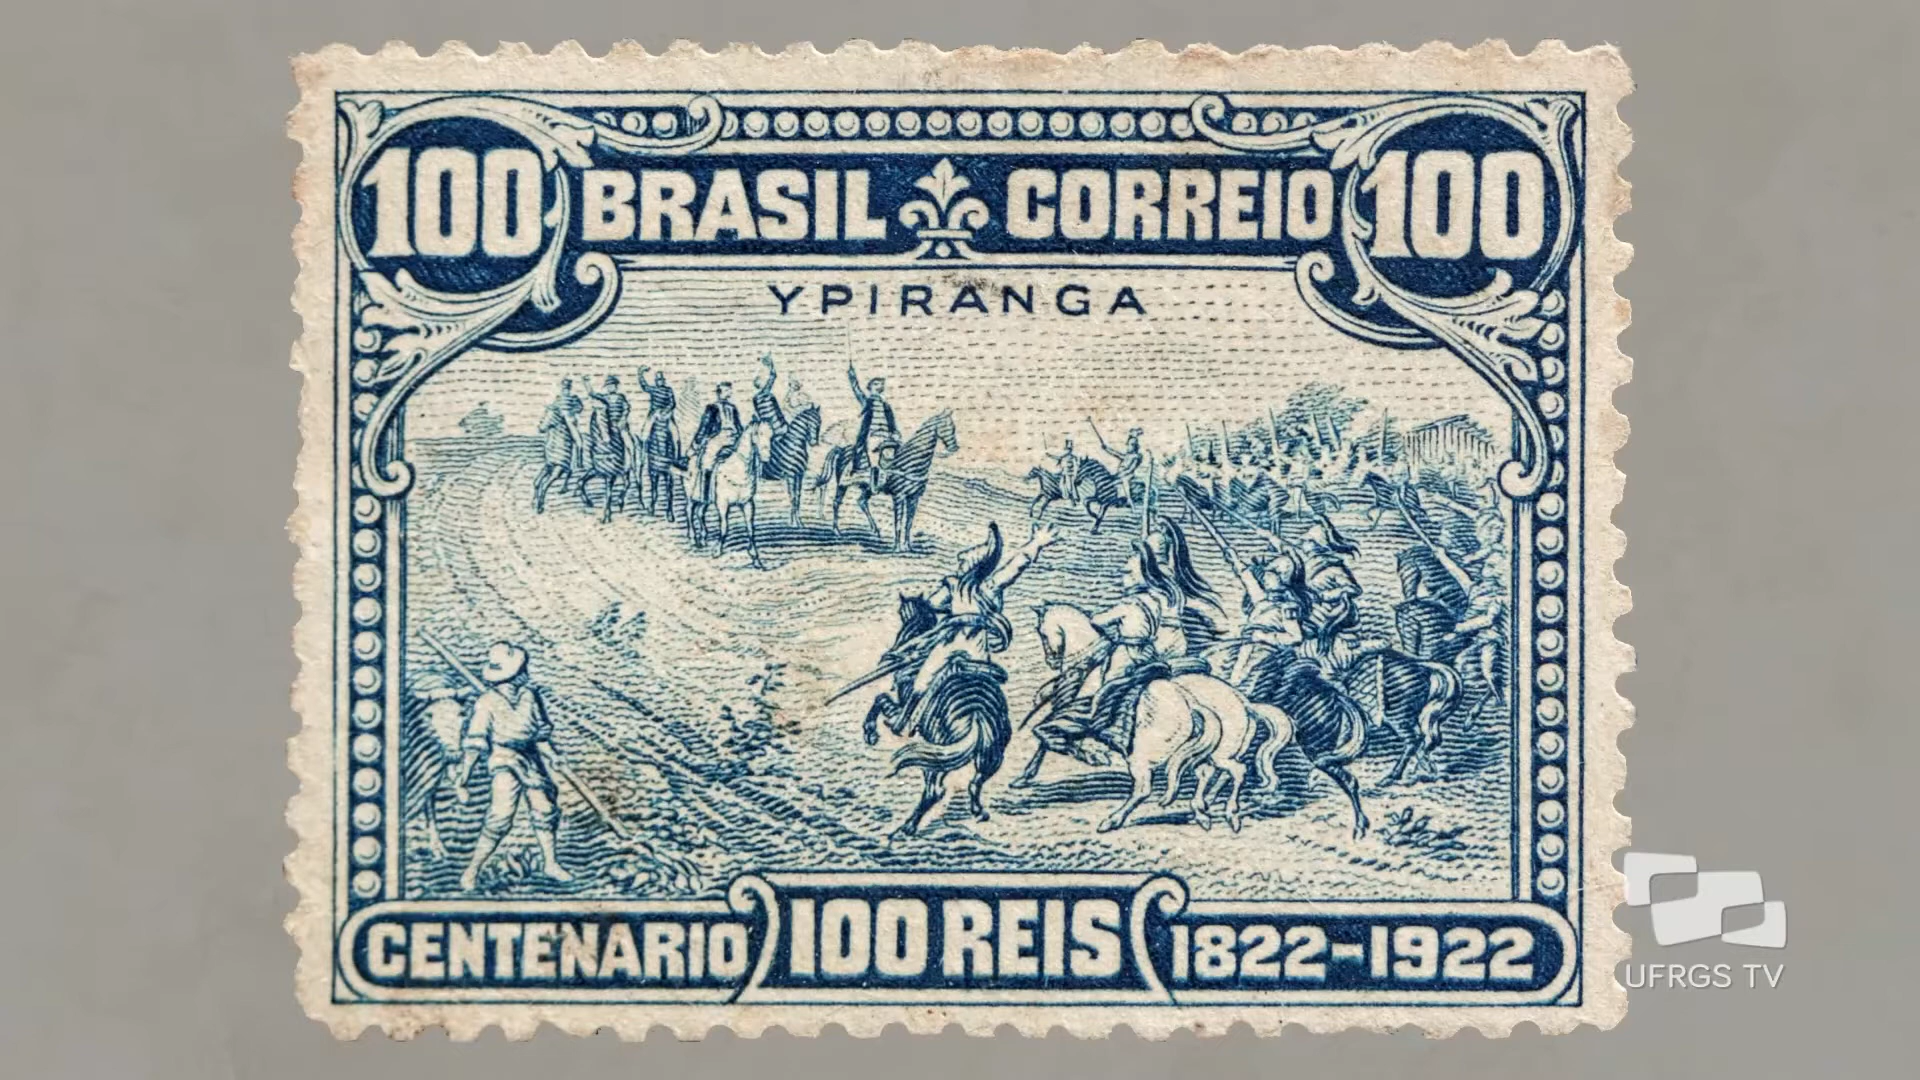 100 BRASIL CORREIO 100
YPIRANGA
CENTENARIO 100 REIS 1822-1922
UFRGS TV